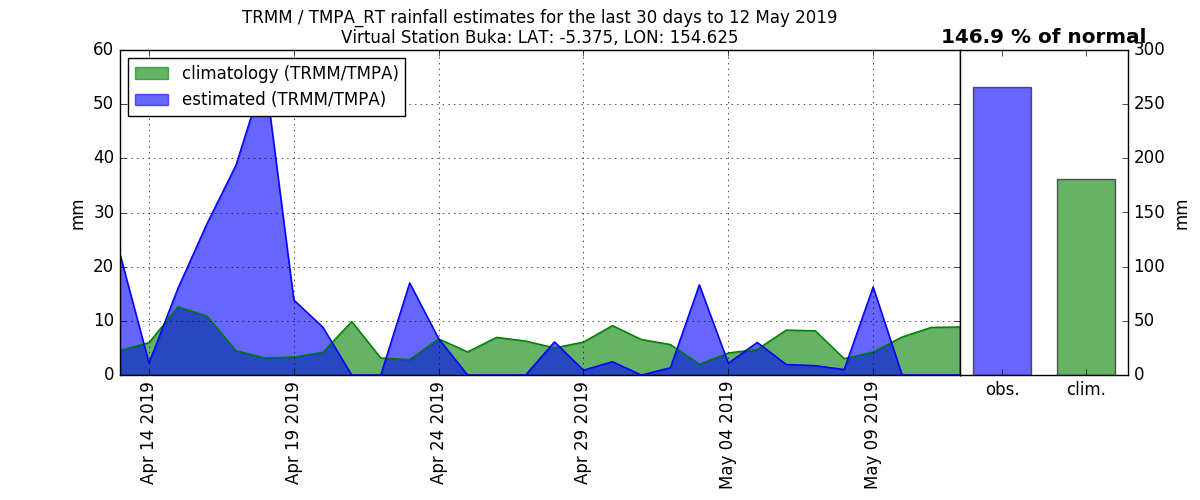 TRMM / TMPA_RT rainfall estimates for the last 30 days to 12 May 2019
Virtual Station Buka: LAT: -5.375, LON: 154.625
146.9 % of normal
climatology (TRMM/TMPA)
estimated (TRMM/TMPA)
60
50
40
30
20
10
0
mm
Apr 14 2019
Apr 19 2019
Apr 24 2019
Apr 29 2019
May 04 2019
May 09 2019
300
250
200
150
100
50
0
mm
obs.
clim.